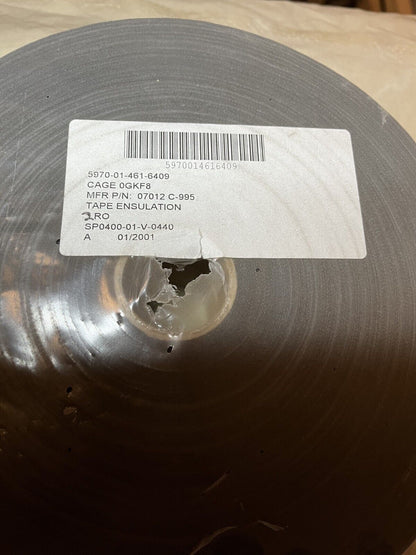 5970014616409
5970-01-461-6409
CAGE 0GKF8
MFR P/N: 07012 C-995
TAPE ENSULATION
RO
SP0400-01-V-0440
A 01/2001